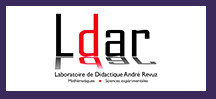 Ldar
Laboratoire de Didactique André Revuz
Mathématiques • Sciences expérimentales